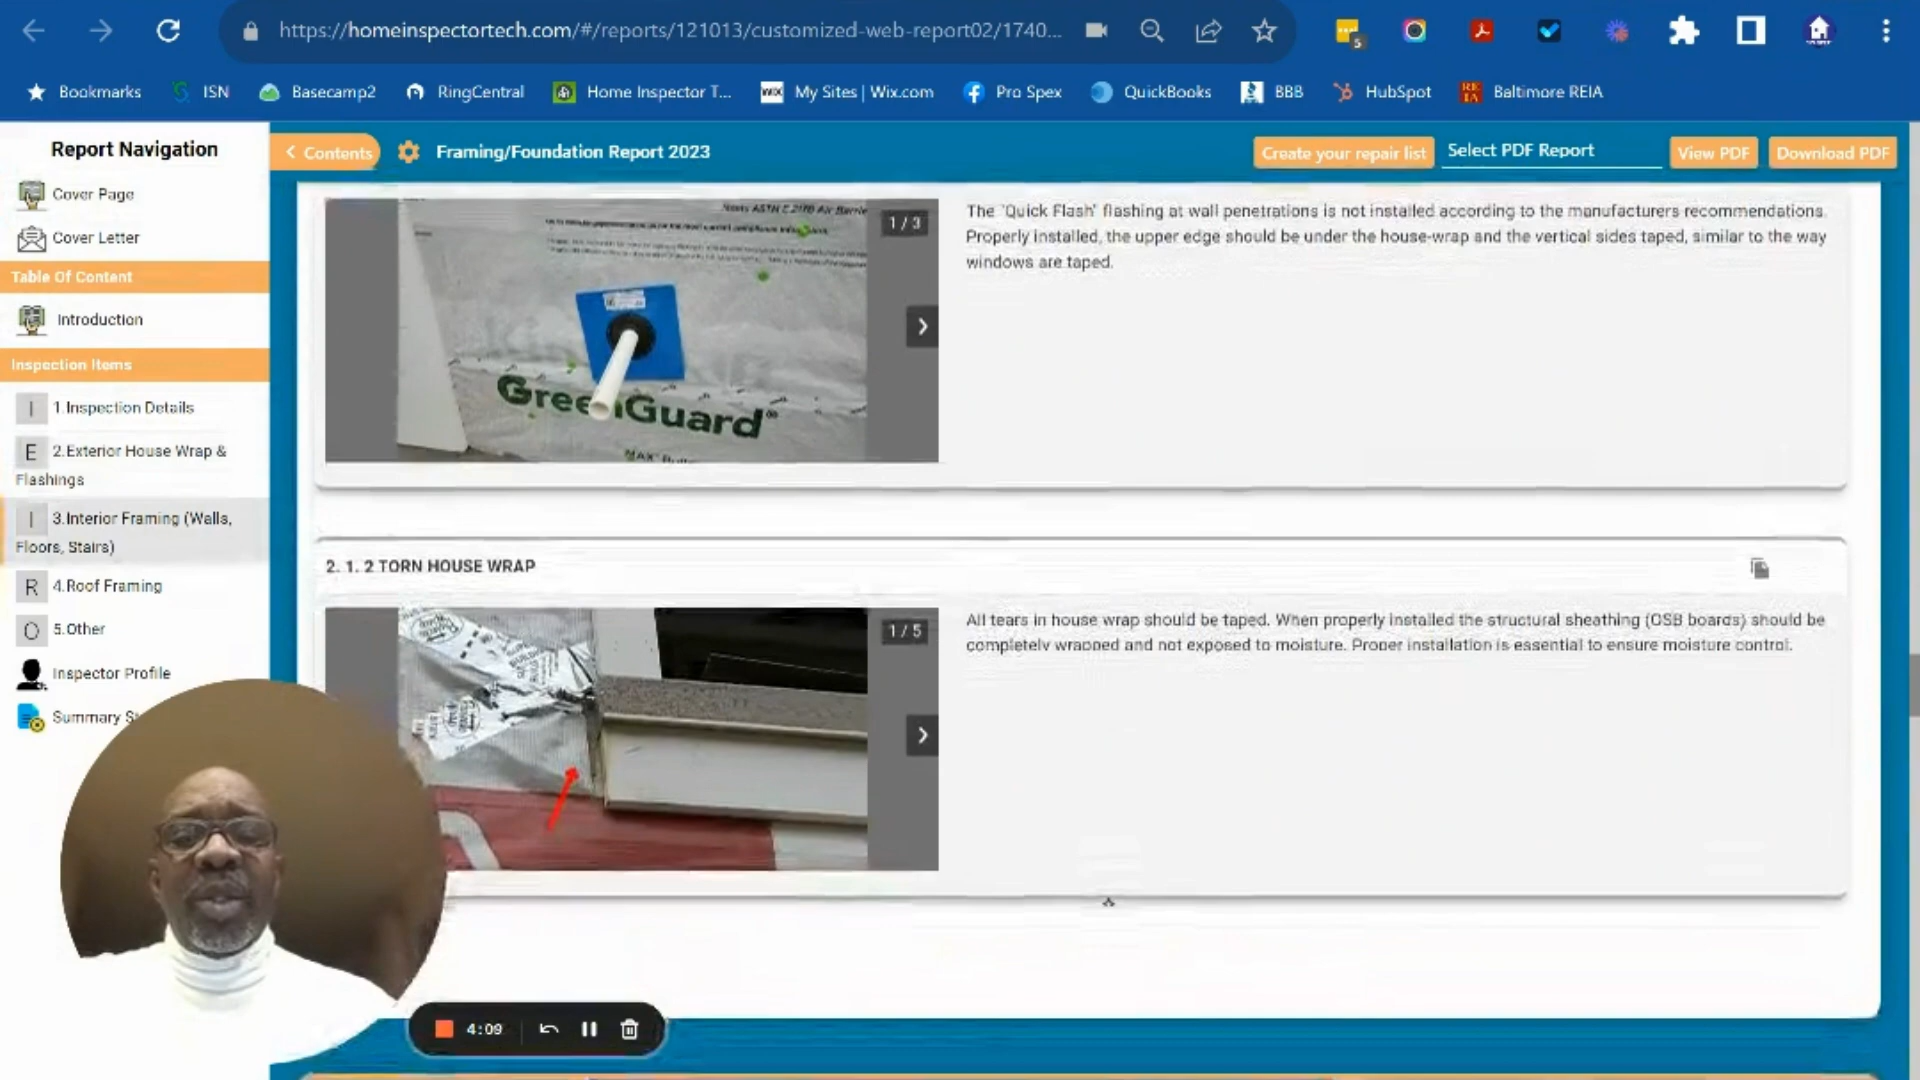 https://homeinspectortech.com/#/reports/121013/customized-web-report02/1740...
5
Bookmarks ISN Basecamp2 RingCentral Home Inspector T... WiX My Sites | Wix.com Pro Spex QuickBooks BBB HubSpot Baltimore REIA
Report Navigation
Cover Page
Cover Letter
Table Of Content
Introduction
Inspection Items
I 1.Inspection Details
E 2.Exterior House Wrap &
Flashings
I 3.Interior Framing (Walls,
Floors, Stairs)
R 4.Roof Framing
O 5.Other
Inspector Profile
Summary
Contents
Framing/Foundation Report 2023
Create your repair list
Select PDF Report
View PDF
Download PDF
Meets ASTM E 2178 Air Barrier
1 / 3
GreenGuard®
MAX
The 'Quick Flash' flashing at wall penetrations is not installed according to the manufacturers recommendations.
Properly installed, the upper edge should be under the house-wrap and the vertical sides taped, similar to the way
windows are taped.
2. 1. 2 TORN HOUSE WRAP
1 / 5
All tears in house wrap should be taped. When properly installed the structural sheathing (OSB boards) should be
completely wrapped and not exposed to moisture. Proper installation is essential to ensure moisture control.
4:09